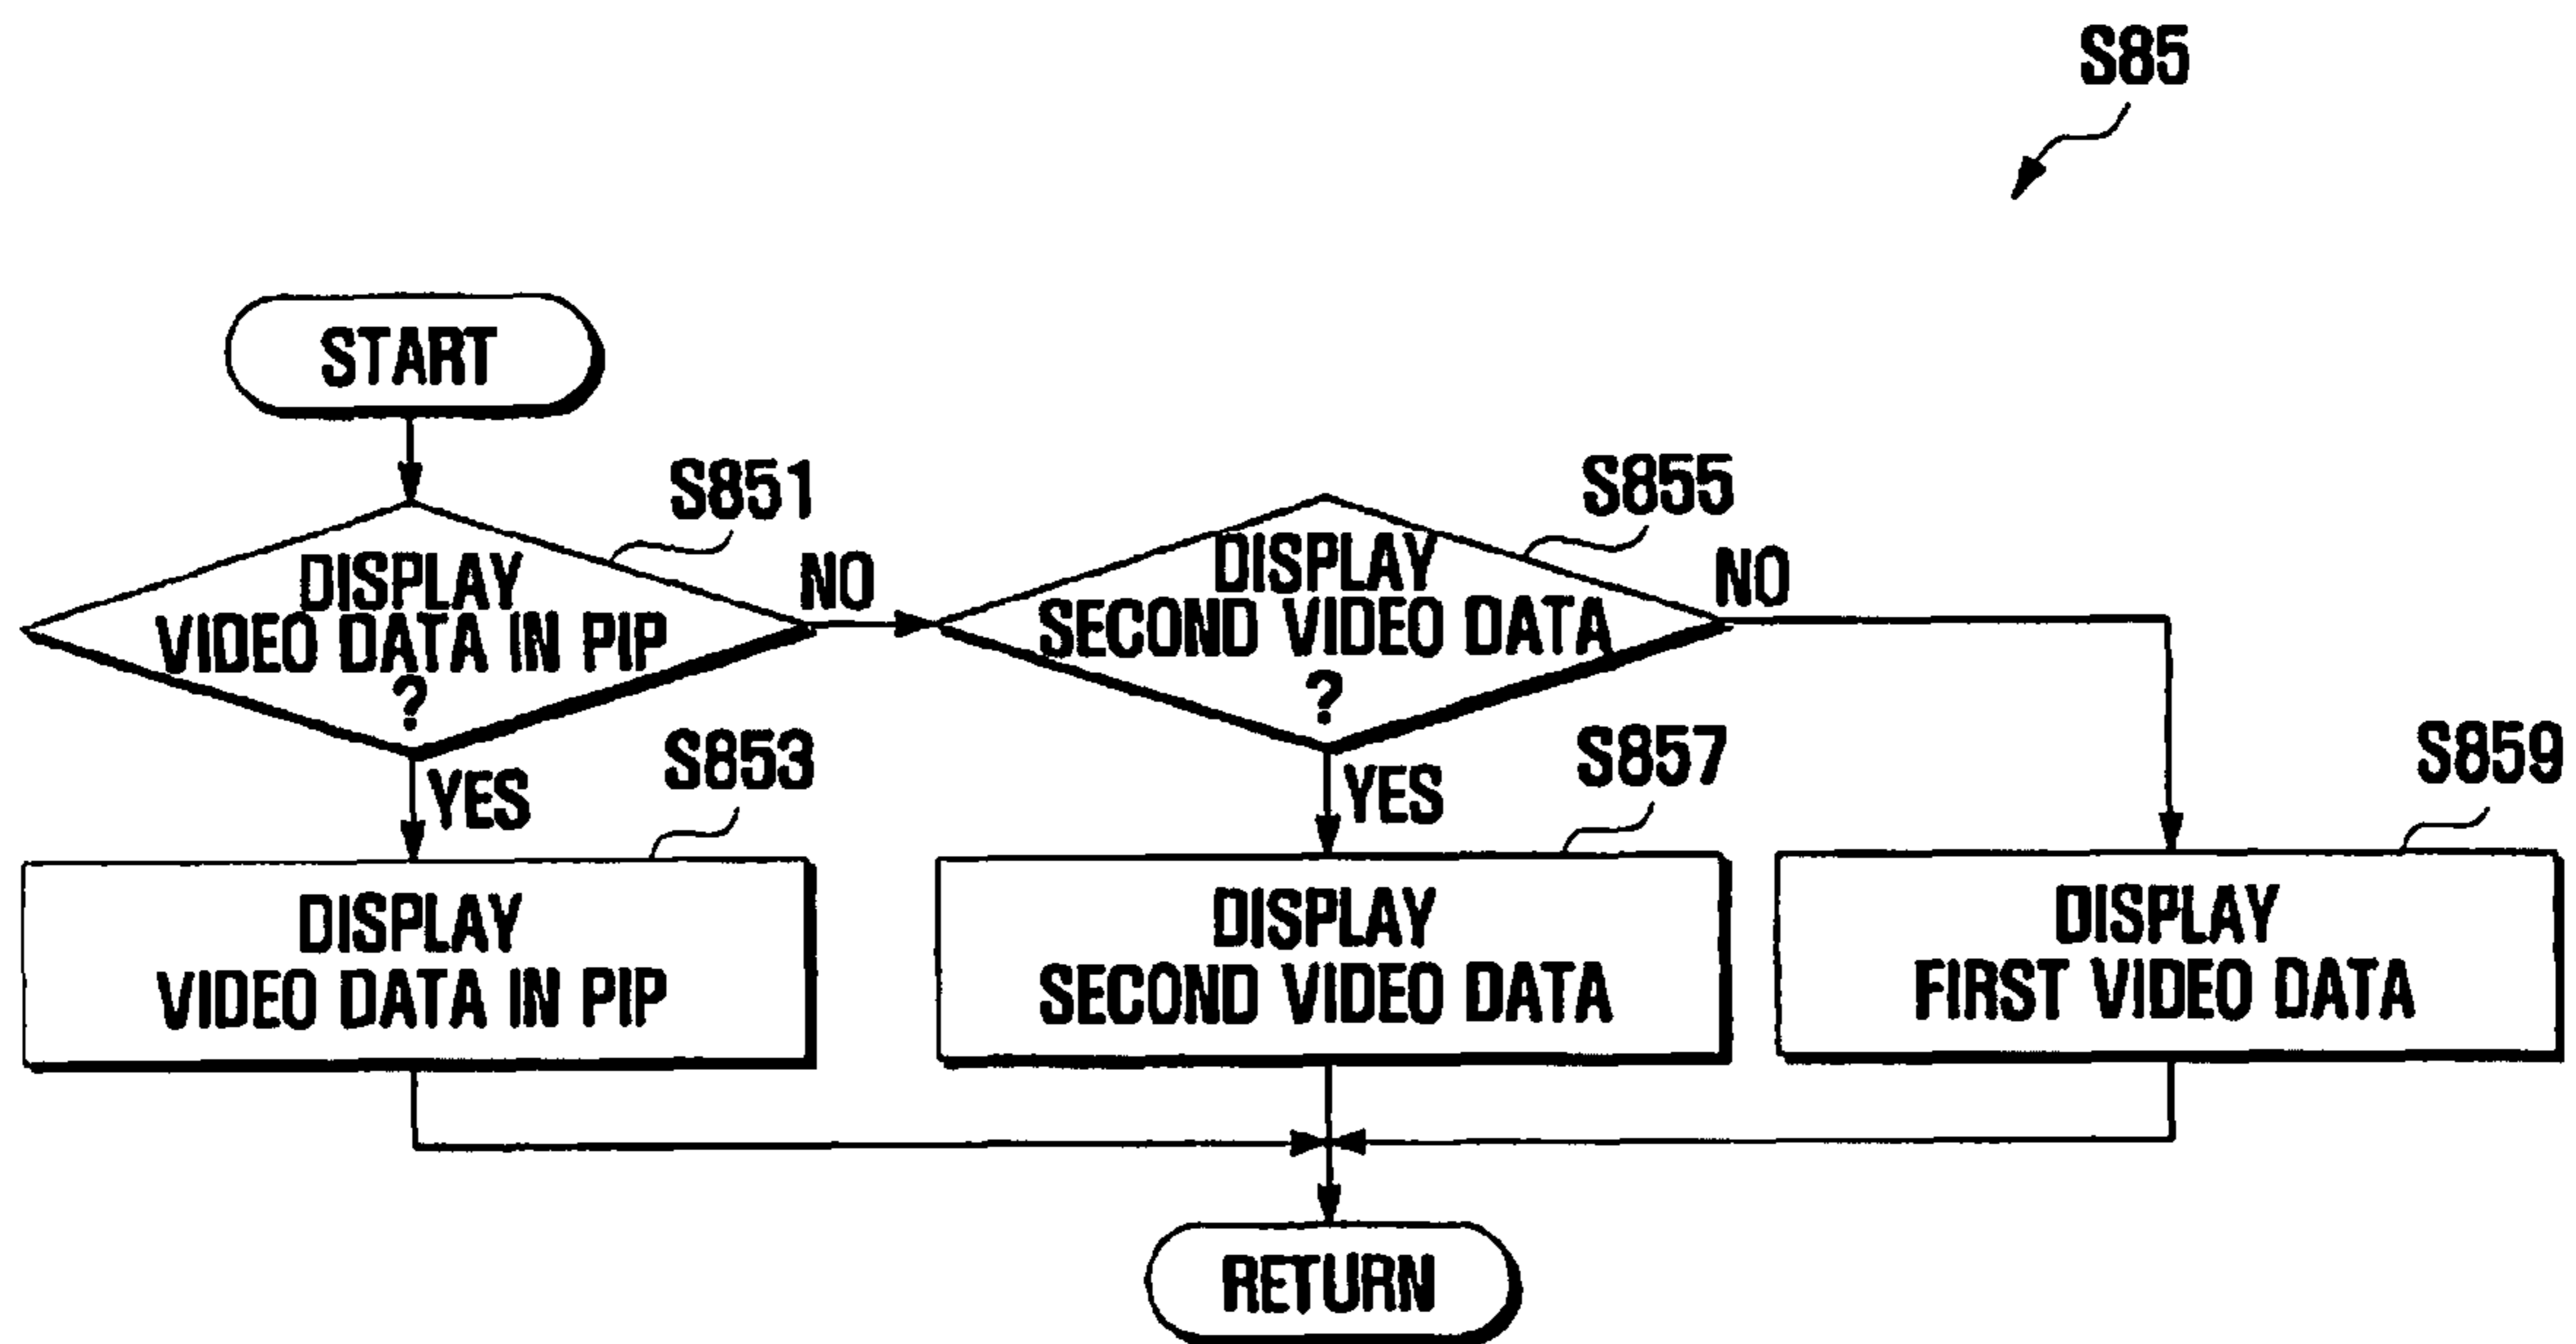 S85
START
S851
DISPLAY
VIDEO DATA IN PIP
?
NO
YES
S855
DISPLAY
SECOND VIDEO DATA
?
NO
YES
S853
DISPLAY
VIDEO DATA IN PIP
S857
DISPLAY
SECOND VIDEO DATA
S859
DISPLAY
FIRST VIDEO DATA
RETURN